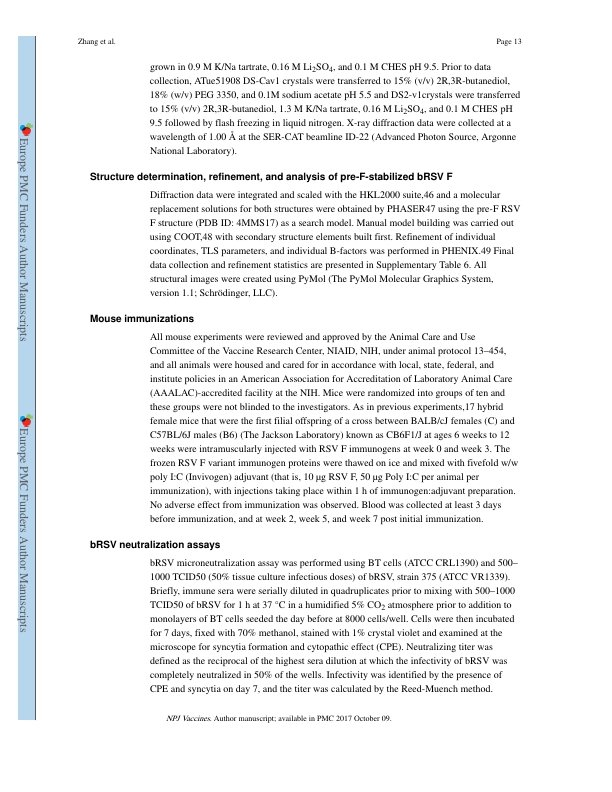 Zhang et al.
Page 13
grown in 0.9 M K/Na tartrate, 0.16 M Li2SO4, and 0.1 M CHES pH 9.5. Prior to data
collection, ATue51908 DS-Cav1 crystals were transferred to 15% (v/v) 2R,3R-butanediol,
18% (w/v) PEG 3350, and 0.1M sodium acetate pH 5.5 and DS2-v1crystals were transferred
to 15% (v/v) 2R,3R-butanediol, 1.3 M K/Na tartrate, 0.16 M Li2SO4, and 0.1 M CHES pH
9.5 followed by flash freezing in liquid nitrogen. X-ray diffraction data were collected at a
wavelength of 1.00 Å at the SER-CAT beamline ID-22 (Advanced Photon Source, Argonne
National Laboratory).
Structure determination, refinement, and analysis of pre-F-stabilized bRSV F
Diffraction data were integrated and scaled with the HKL2000 suite,46 and a molecular
replacement solutions for both structures were obtained by PHASER47 using the pre-F RSV
F structure (PDB ID: 4MMS17) as a search model. Manual model building was carried out
using COOT,48 with secondary structure elements built first. Refinement of individual
coordinates, TLS parameters, and individual B-factors was performed in PHENIX.49 Final
data collection and refinement statistics are presented in Supplementary Table 6. All
structural images were created using PyMol (The PyMol Molecular Graphics System,
version 1.1; Schrödinger, LLC).
Mouse immunizations
All mouse experiments were reviewed and approved by the Animal Care and Use
Committee of the Vaccine Research Center, NIAID, NIH, under animal protocol 13–454,
and all animals were housed and cared for in accordance with local, state, federal, and
institute policies in an American Association for Accreditation of Laboratory Animal Care
(AAALAC)-accredited facility at the NIH. Mice were randomized into groups of ten and
these groups were not blinded to the investigators. As in previous experiments,17 hybrid
female mice that were the first filial offspring of a cross between BALB/cJ females (C) and
C57BL/6J males (B6) (The Jackson Laboratory) known as CB6F1/J at ages 6 weeks to 12
weeks were intramuscularly injected with RSV F immunogens at week 0 and week 3. The
frozen RSV F variant immunogen proteins were thawed on ice and mixed with fivefold w/w
poly I:C (Invivogen) adjuvant (that is, 10 μg RSV F, 50 μg Poly I:C per animal per
immunization), with injections taking place within 1 h of immunogen:adjuvant preparation.
No adverse effect from immunization was observed. Blood was collected at least 3 days
before immunization, and at week 2, week 5, and week 7 post initial immunization.
bRSV neutralization assays
bRSV microneutralization assay was performed using BT cells (ATCC CRL1390) and 500–
1000 TCID50 (50% tissue culture infectious doses) of bRSV, strain 375 (ATCC VR1339).
Briefly, immune sera were serially diluted in quadruplicates prior to mixing with 500–1000
TCID50 of bRSV for 1 h at 37 °C in a humidified 5% CO2 atmosphere prior to addition to
monolayers of BT cells seeded the day before at 8000 cells/well. Cells were then incubated
for 7 days, fixed with 70% methanol, stained with 1% crystal violet and examined at the
microscope for syncytia formation and cytopathic effect (CPE). Neutralizing titer was
defined as the reciprocal of the highest sera dilution at which the infectivity of bRSV was
completely neutralized in 50% of the wells. Infectivity was identified by the presence of
CPE and syncytia on day 7, and the titer was calculated by the Reed-Muench method.
NPJ Vaccines. Author manuscript; available in PMC 2017 October 09.
Europe PMC Funders Author Manuscripts
Europe PMC Funders Author Manuscripts